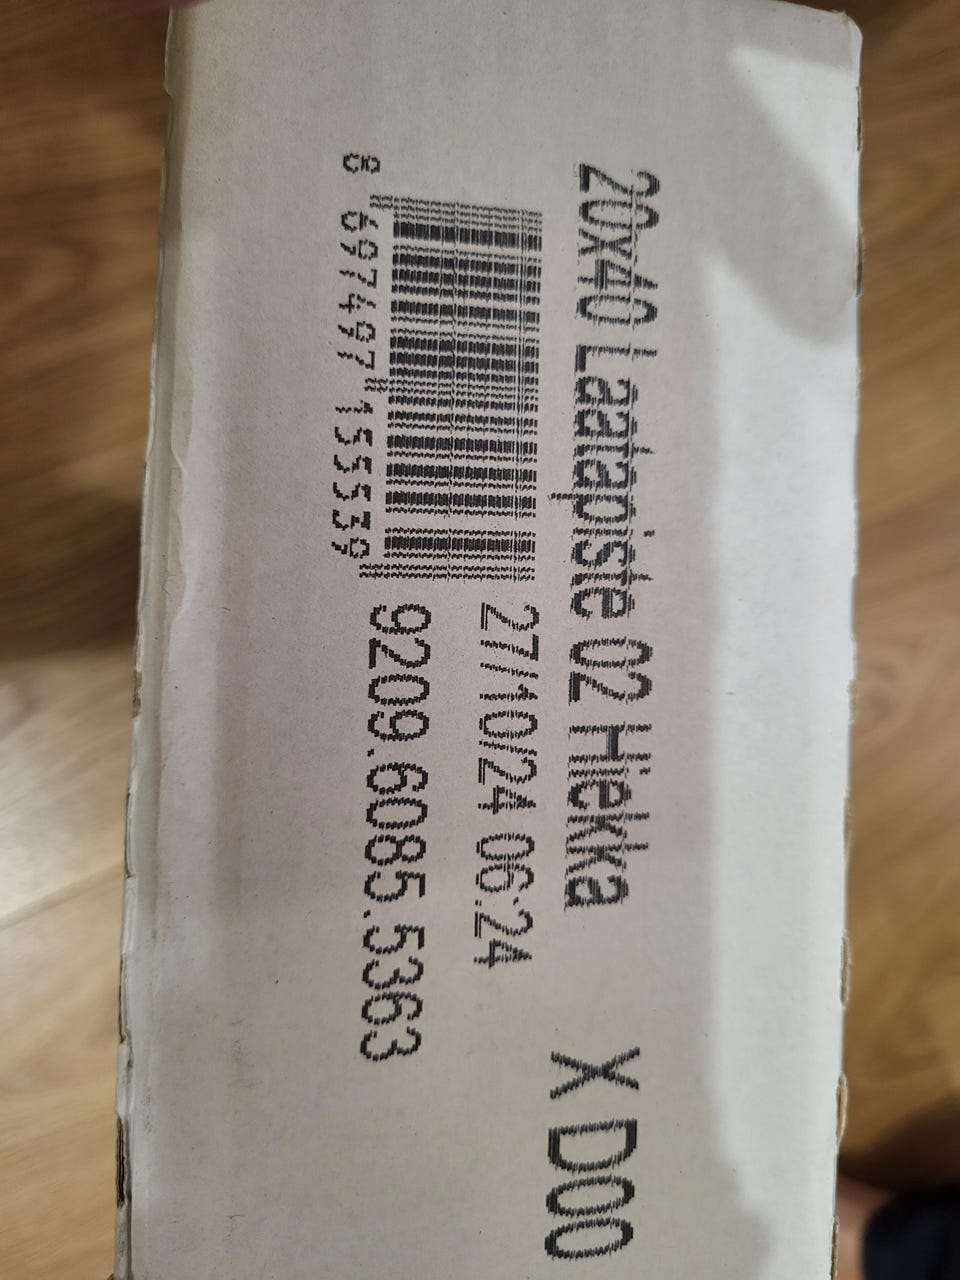 20x40 Laatapiste 02 Hiekka X D00
27/10/24 06:24
9209.6085.5363
8 697497 155539